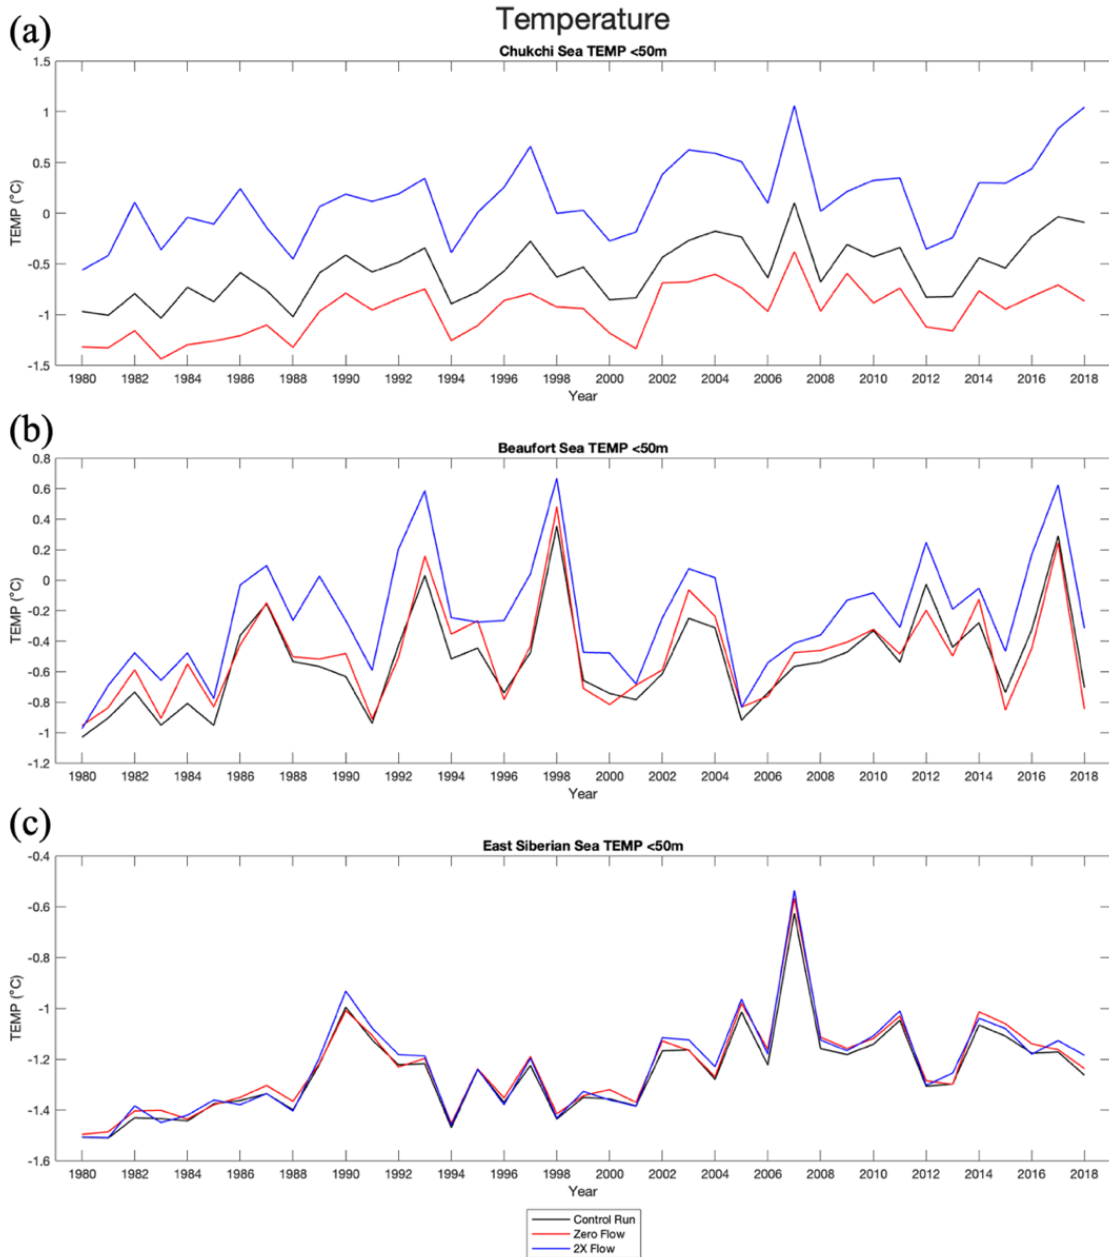 Temperature
(a)
Chukchi Sea TEMP <50m
1.5
1
0.5
0
-0.5
-1
-1.5
TEMP (°C)
1980 1982 1984 1986 1988 1990 1992 1994 1996 1998 2000 2002 2004 2006 2008 2010 2012 2014 2016 2018
Year
(b)
Beaufort Sea TEMP <50m
0.8
0.6
0.4
0.2
0
-0.2
-0.4
-0.6
-0.8
-1
-1.2
TEMP (°C)
1980 1982 1984 1986 1988 1990 1992 1994 1996 1998 2000 2002 2004 2006 2008 2010 2012 2014 2016 2018
Year
(c)
East Siberian Sea TEMP <50m
-0.4
-0.6
-0.8
-1
-1.2
-1.4
-1.6
TEMP (°C)
1980 1982 1984 1986 1988 1990 1992 1994 1996 1998 2000 2002 2004 2006 2008 2010 2012 2014 2016 2018
Year
Control Run
Zero Flow
2X Flow